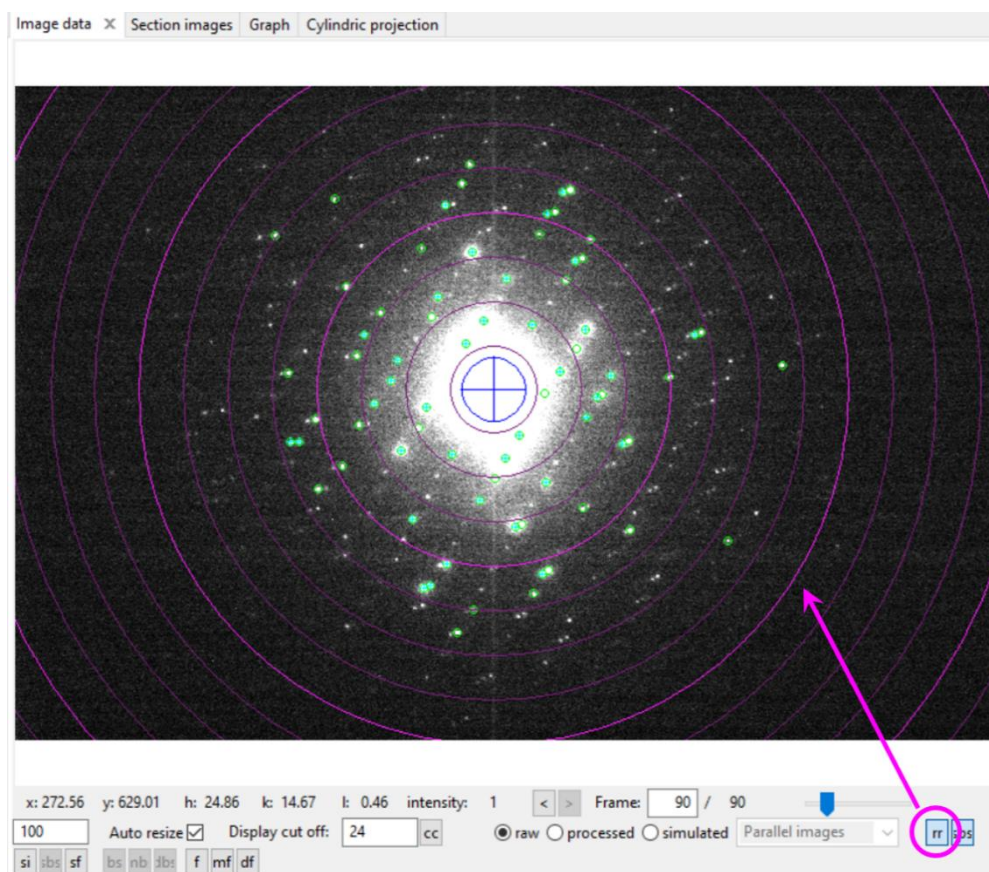 Image data X Section images Graph Cylindric projection
x: 272.56 y: 629.01 h: 24.86 k: 14.67 l: 0.46 intensity: 1 < > Frame: 90 / 90
100 Auto resize Display cut off: 24 cc raw processed simulated Parallel images rr sbs
si sbs sf bs nb dbs f mf df